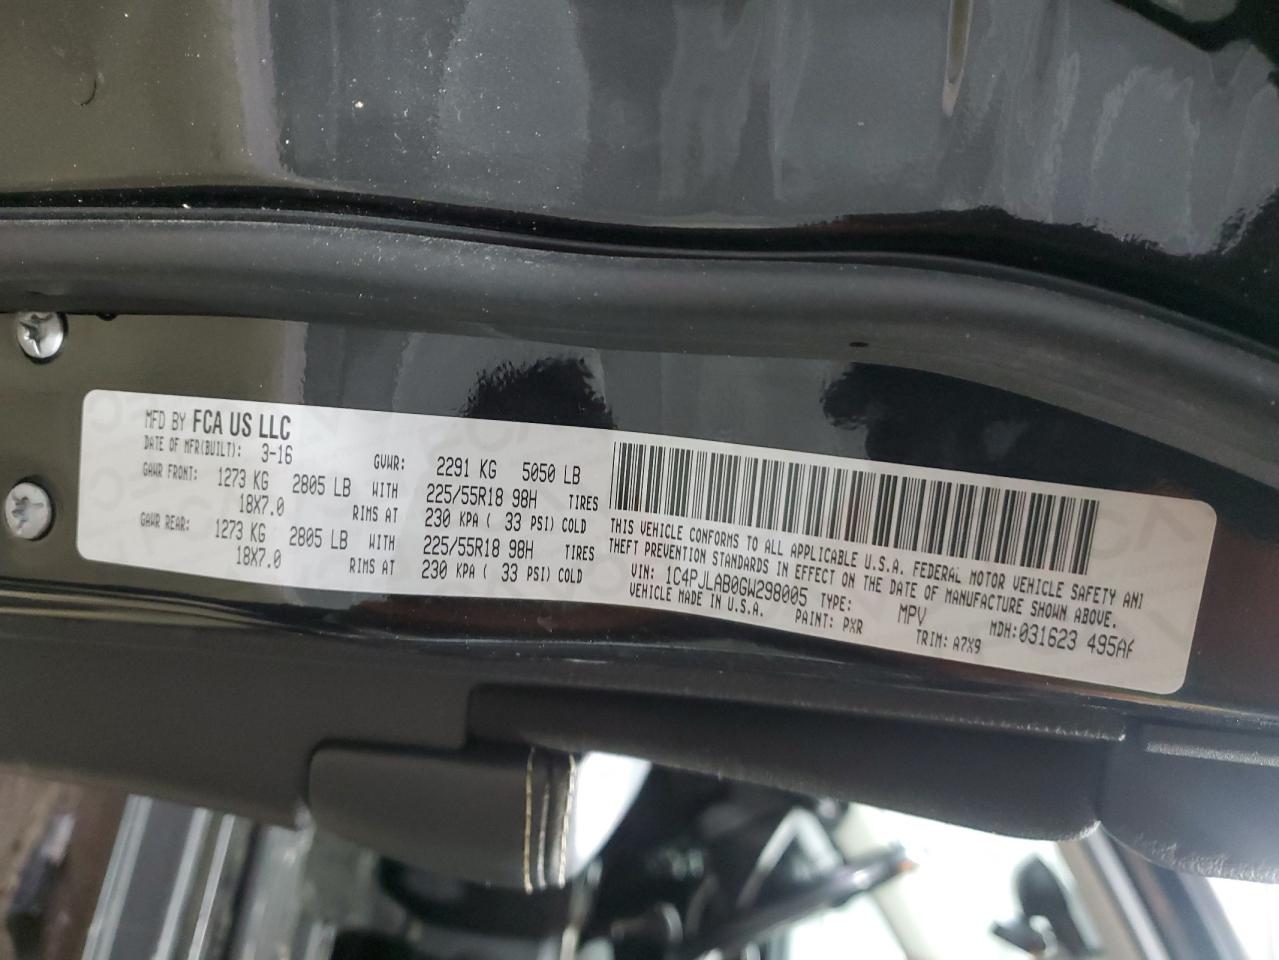 MFD BY FCA US LLC
DATE OF MFR(BUILT): 3-16 GVWR: 2291 KG 5050 LB
GAWR FRONT: 1273 KG 2805 LB WITH 225/55R18 98H TIRES
18X7.0 RIMS AT 230 KPA ( 33 PSI) COLD
GAWR REAR: 1273 KG 2805 LB WITH 225/55R18 98H TIRES
18X7.0 RIMS AT 230 KPA ( 33 PSI) COLD
THIS VEHICLE CONFORMS TO ALL APPLICABLE U.S.A. FEDERAL MOTOR VEHICLE SAFETY AND
THEFT PREVENTION STANDARDS IN EFFECT ON THE DATE OF MANUFACTURE SHOWN ABOVE.
VIN: 1C4PJLAB0GW298005 TYPE: MPV MDH:031623 495AF
VEHICLE MADE IN U.S.A. PAINT: PXR TRIM: A7X9